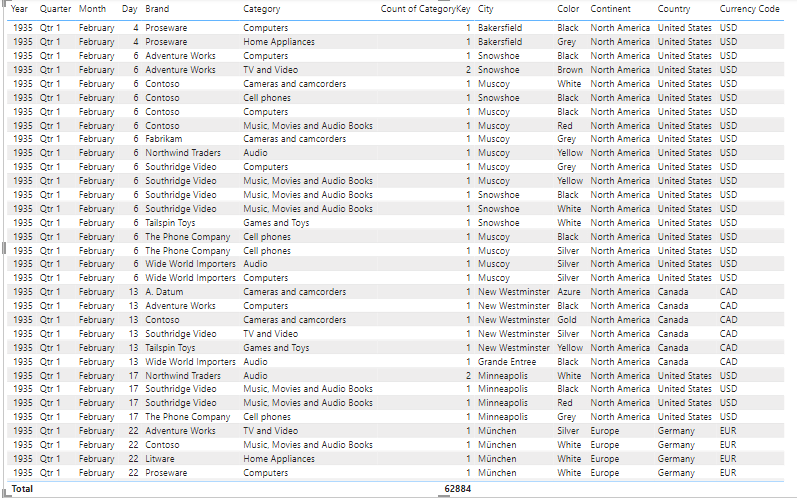 Year Quarter Month Day Brand Category Count of CategoryKey City Color Continent Country Currency Code
1935 Qtr 1 February 4 Proseware Computers 1 Bakersfield Black North America United States USD
1935 Qtr 1 February 4 Proseware Home Appliances 1 Bakersfield Grey North America United States USD
1935 Qtr 1 February 6 Adventure Works Computers 1 Snowshoe Black North America United States USD
1935 Qtr 1 February 6 Adventure Works TV and Video 2 Snowshoe Brown North America United States USD
1935 Qtr 1 February 6 Contoso Cameras and camcorders 1 Muscoy White North America United States USD
1935 Qtr 1 February 6 Contoso Cell phones 1 Snowshoe Black North America United States USD
1935 Qtr 1 February 6 Contoso Computers 1 Muscoy Black North America United States USD
1935 Qtr 1 February 6 Contoso Music, Movies and Audio Books 1 Muscoy Red North America United States USD
1935 Qtr 1 February 6 Fabrikam Cameras and camcorders 1 Muscoy Grey North America United States USD
1935 Qtr 1 February 6 Northwind Traders Audio 1 Muscoy Yellow North America United States USD
1935 Qtr 1 February 6 Southridge Video Computers 1 Muscoy Grey North America United States USD
1935 Qtr 1 February 6 Southridge Video Music, Movies and Audio Books 1 Muscoy Yellow North America United States USD
1935 Qtr 1 February 6 Southridge Video Music, Movies and Audio Books 1 Snowshoe Black North America United States USD
1935 Qtr 1 February 6 Southridge Video Music, Movies and Audio Books 1 Snowshoe White North America United States USD
1935 Qtr 1 February 6 Tailspin Toys Games and Toys 1 Snowshoe White North America United States USD
1935 Qtr 1 February 6 The Phone Company Cell phones 1 Muscoy Black North America United States USD
1935 Qtr 1 February 6 The Phone Company Cell phones 1 Muscoy Silver North America United States USD
1935 Qtr 1 February 6 Wide World Importers Audio 1 Muscoy Silver North America United States USD
1935 Qtr 1 February 6 Wide World Importers Computers 1 Muscoy Silver North America United States USD
1935 Qtr 1 February 13 A. Datum Cameras and camcorders 1 New Westminster Azure North America Canada CAD
1935 Qtr 1 February 13 Adventure Works Computers 1 New Westminster Black North America Canada CAD
1935 Qtr 1 February 13 Contoso Cameras and camcorders 1 New Westminster Gold North America Canada CAD
1935 Qtr 1 February 13 Southridge Video TV and Video 1 New Westminster Silver North America Canada CAD
1935 Qtr 1 February 13 Tailspin Toys Games and Toys 1 New Westminster Yellow North America Canada CAD
1935 Qtr 1 February 13 Wide World Importers Audio 1 Grande Entree Black North America Canada CAD
1935 Qtr 1 February 17 Northwind Traders Audio 2 Minneapolis White North America United States USD
1935 Qtr 1 February 17 Southridge Video Music, Movies and Audio Books 1 Minneapolis Black North America United States USD
1935 Qtr 1 February 17 Southridge Video Music, Movies and Audio Books 1 Minneapolis Red North America United States USD
1935 Qtr 1 February 17 The Phone Company Cell phones 1 Minneapolis Grey North America United States USD
1935 Qtr 1 February 22 Adventure Works TV and Video 1 München Silver Europe Germany EUR
1935 Qtr 1 February 22 Contoso Music, Movies and Audio Books 1 München White Europe Germany EUR
1935 Qtr 1 February 22 Litware Home Appliances 1 München White Europe Germany EUR
1935 Qtr 1 February 22 Proseware Computers 1 München White Europe Germany EUR
Total 62884